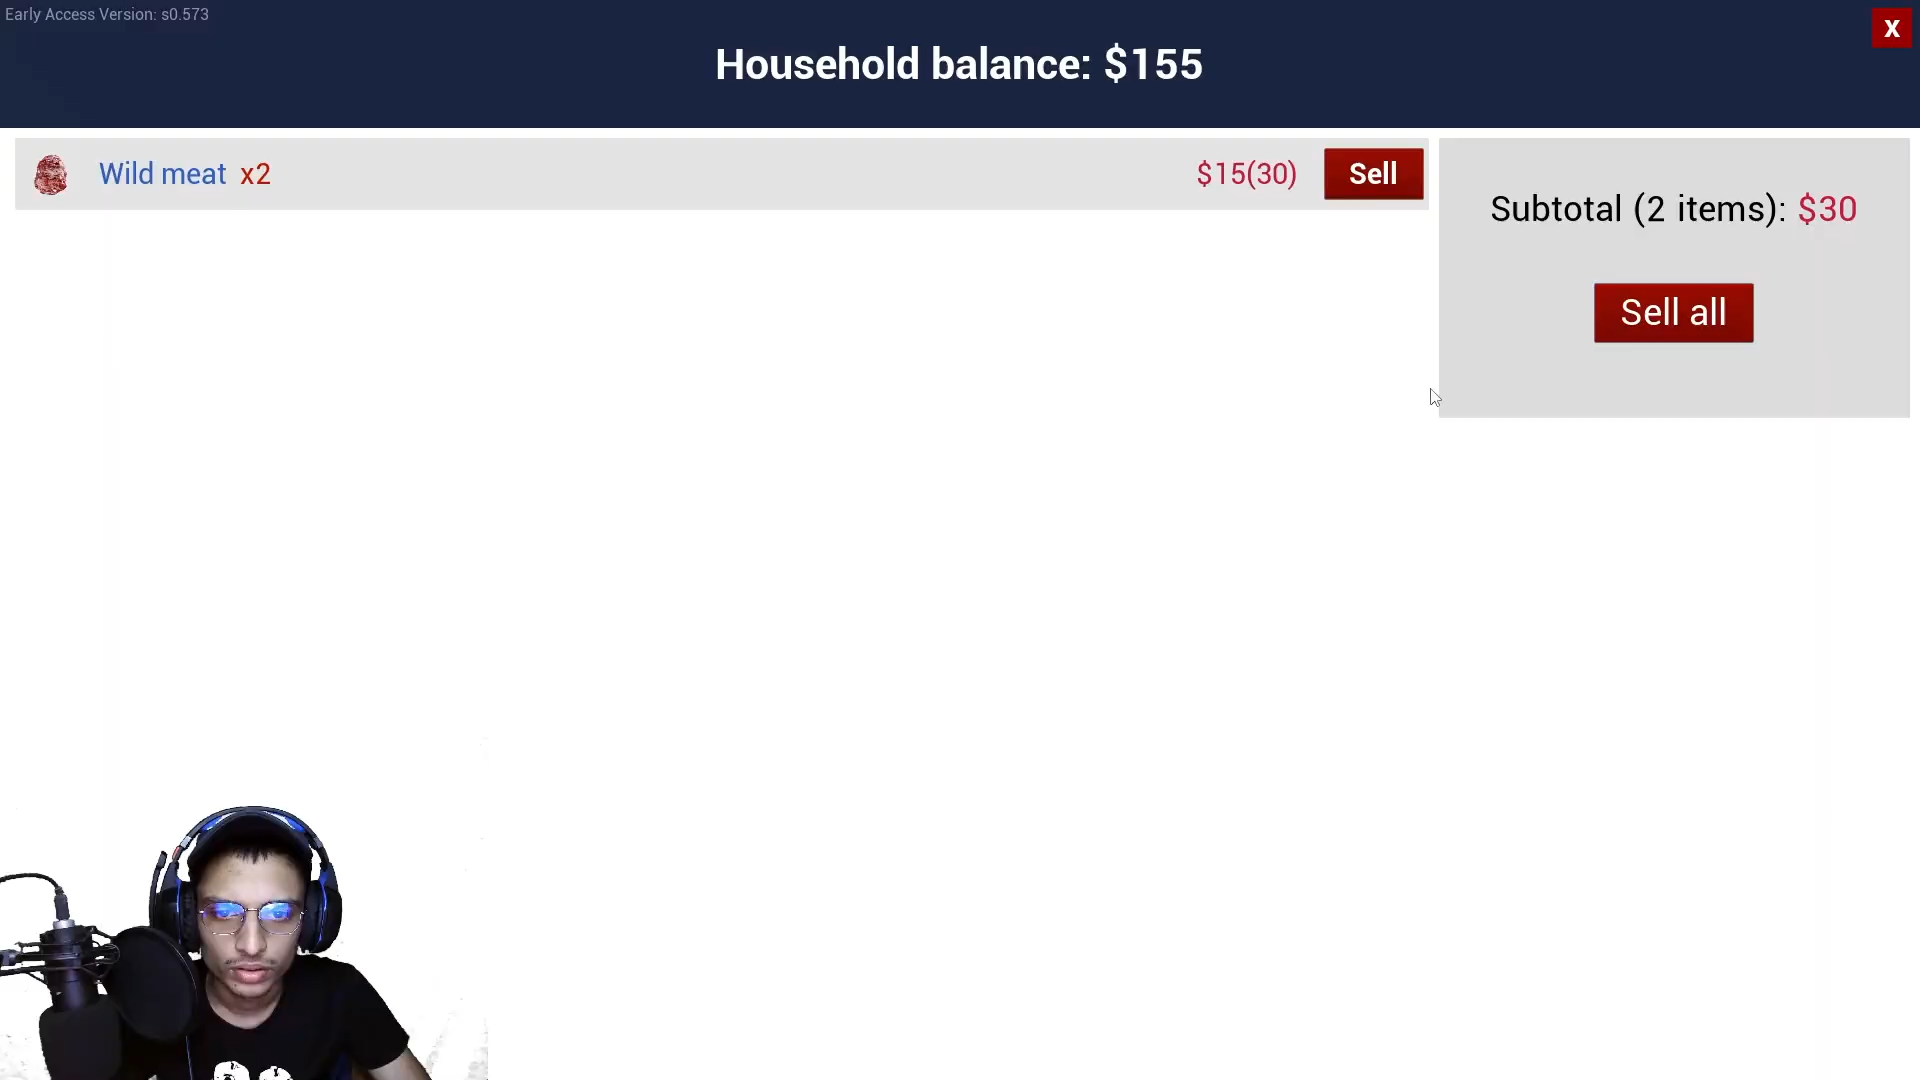 Early Access Version: s0.573
X
Household balance: $155
Wild meat x2 $15(30) Sell
Subtotal (2 items): $30
Sell all